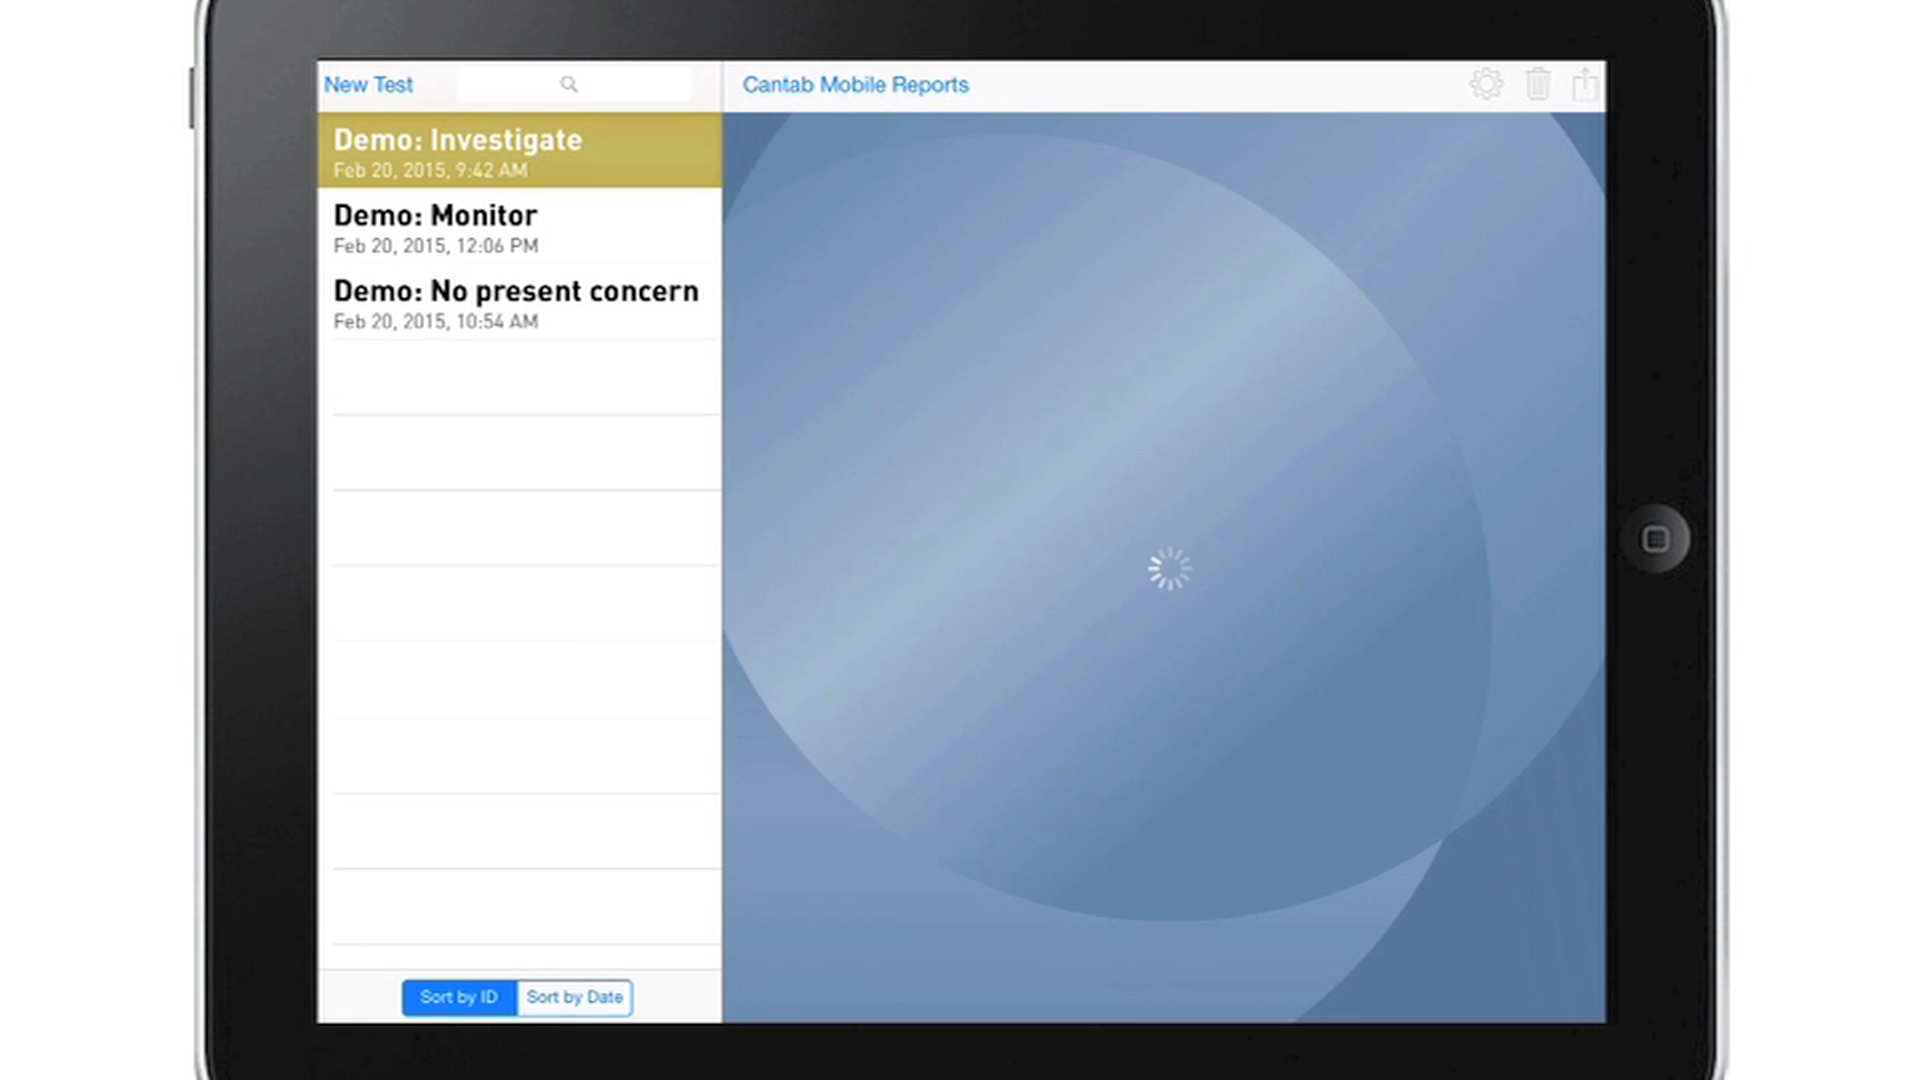 New Test
Cantab Mobile Reports
Demo: Investigate
Feb 20, 2015, 9:42 AM
Demo: Monitor
Feb 20, 2015, 12:06 PM
Demo: No present concern
Feb 20, 2015, 10:54 AM
Sort by ID
Sort by Date